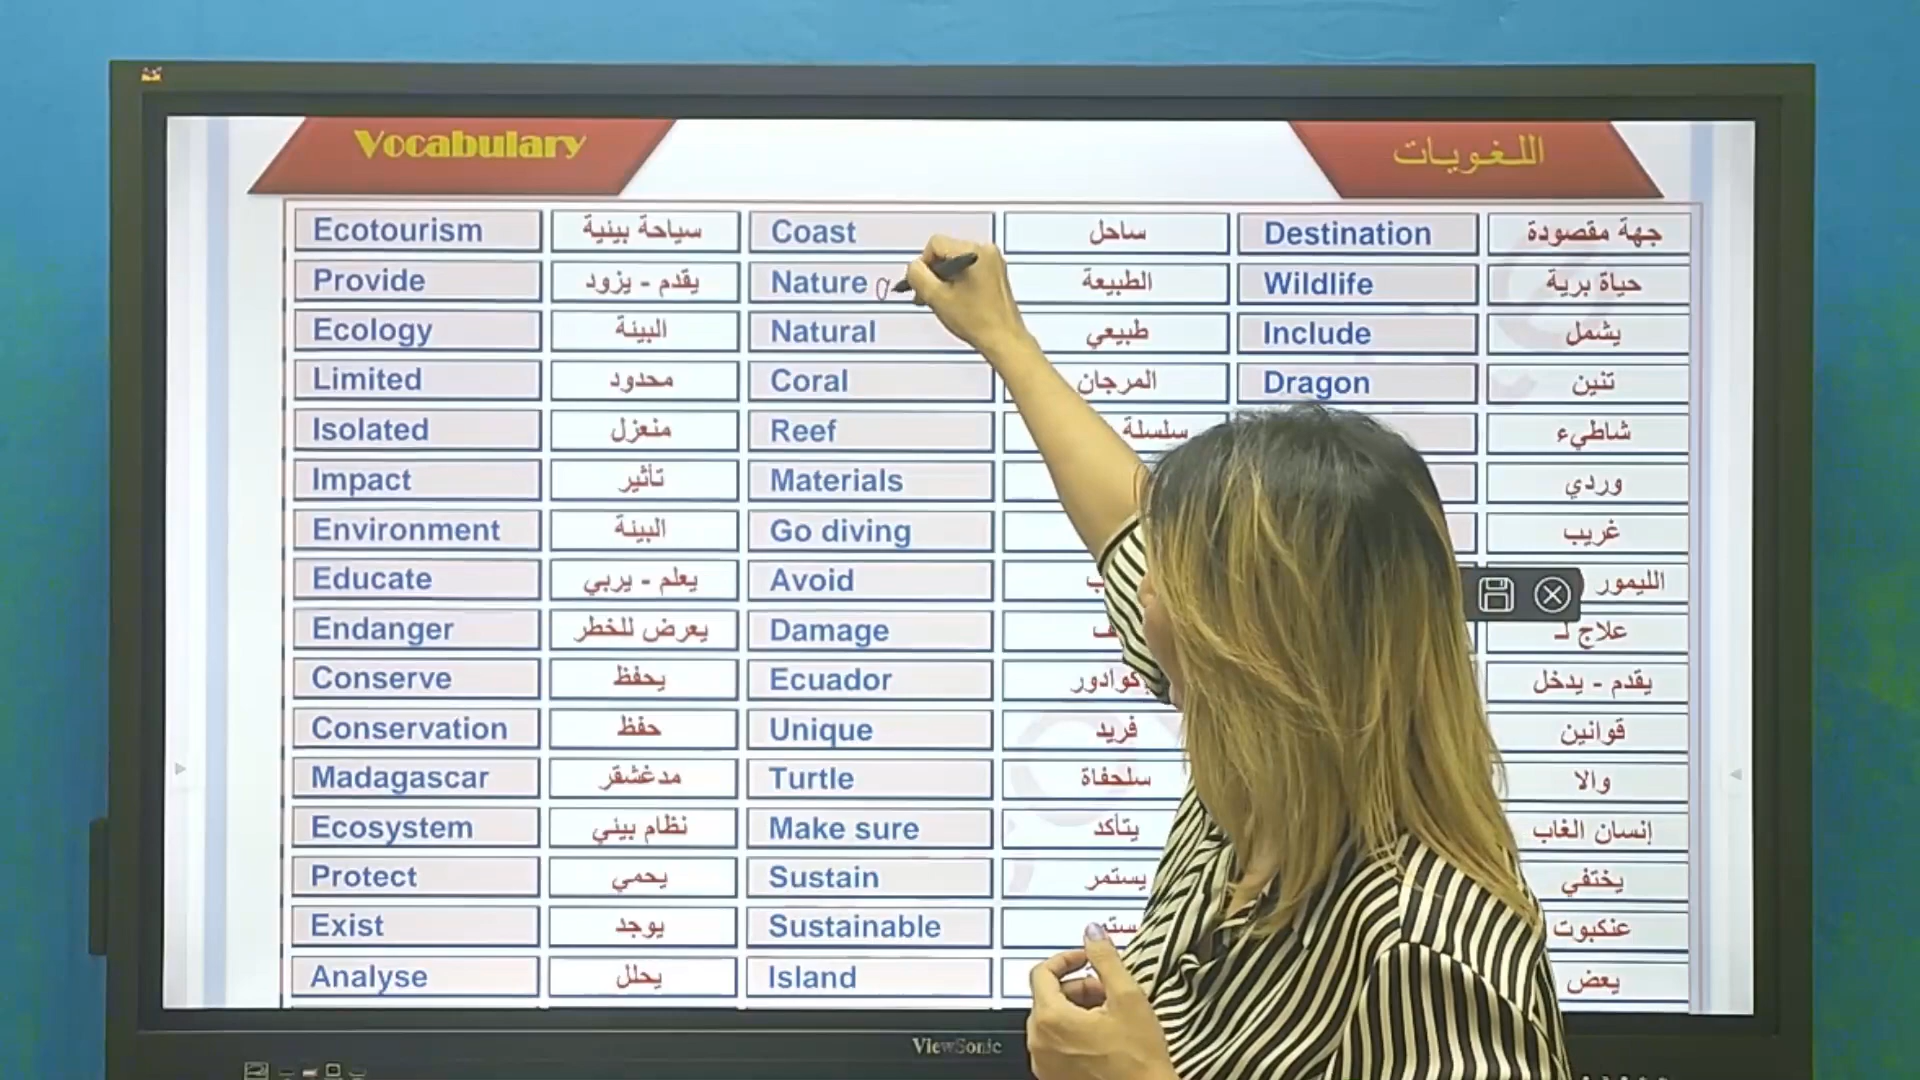 Vocabulary اللغويات
Ecotourism سياحة بيئية Coast ساحل Destination جهة مقصودة
Provide يقدم - يزود Nature الطبيعة Wildlife حياة برية
Ecology البيئة Natural طبيعي Include يشمل
Limited محدود Coral المرجان Dragon تنين
Isolated منعزل Reef سلسلة شاطيء
Impact تأثير Materials وردي
Environment البيئة Go diving غريب
Educate يعلم - يربي Avoid الليمور
Endanger يعرض للخطر Damage علاج لـ
Conserve يحفظ Ecuador يقدم - يدخل
Conservation حفظ Unique فريد قوانين
Madagascar مدغشقر Turtle سلحفاة والا
Ecosystem نظام بيئي Make sure يتأكد إنسان الغاب
Protect يحمي Sustain يستمر يختفي
Exist يوجد Sustainable عنكبوت
Analyse يحلل Island يعض
ViewSonic